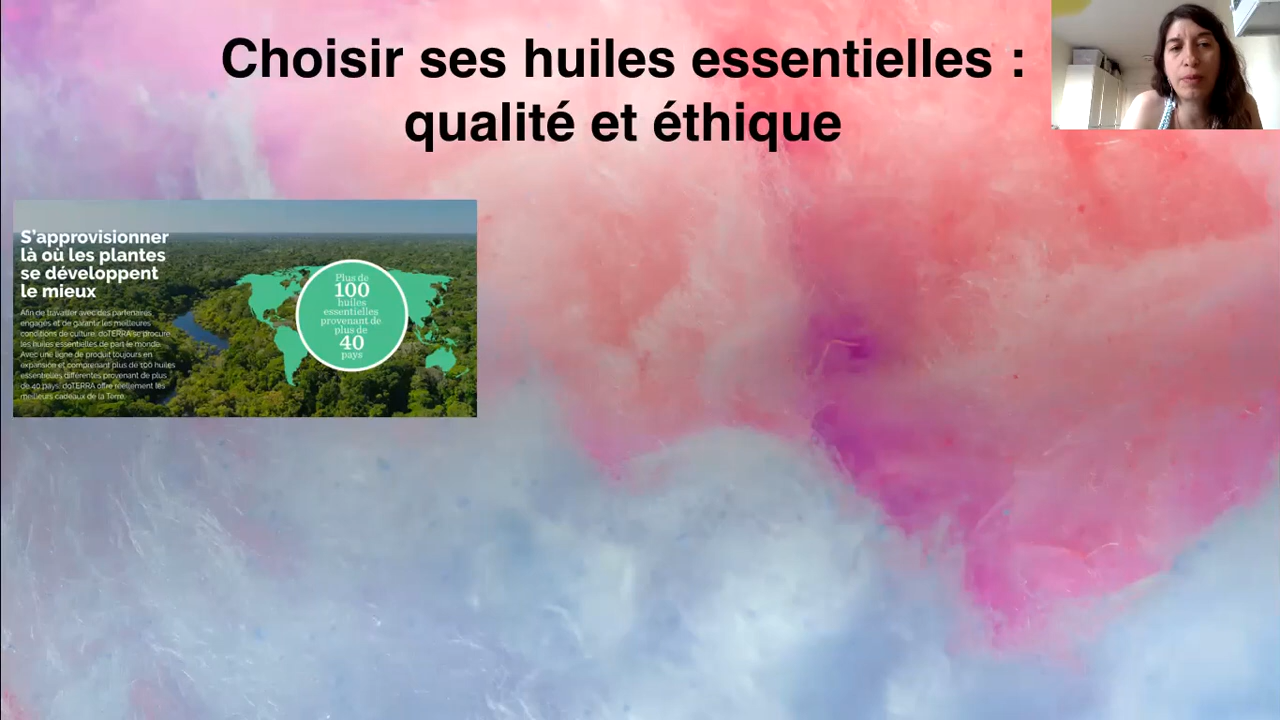 Choisir ses huiles essentielles :
qualité et éthique
S'approvisionner
là où les plantes
se développent
le mieux
Afin de travailler avec des partenaires
engagés et de garantir les meilleures
conditions de culture, doTERRA se procure
les huiles essentielles de part le monde.
Avec une ligne de produit toujours en
expansion et comprenant plus de 100 huiles
essentielles différentes provenant de plus
de 40 pays, doTERRA offre réellement les
meilleurs cadeaux de la Terre.
Plus de
100
huiles
essentielles
provenant de
plus de
40
pays